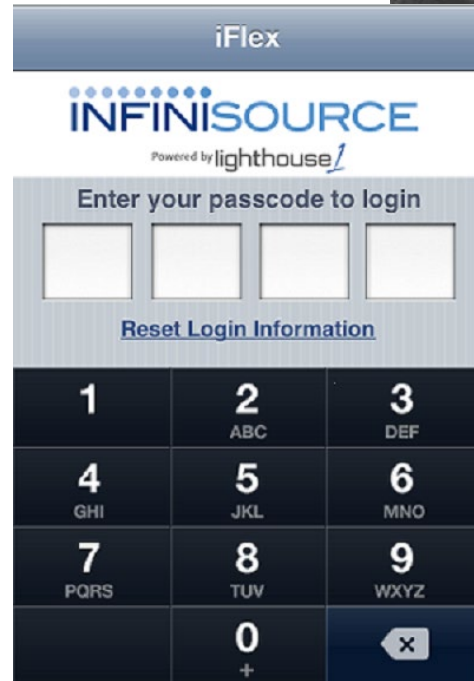 iFlex
INFINISOURCE
Powered by lighthouse1
Enter your passcode to login
Reset Login Information
1 2 3
ABC DEF
4 5 6
GHI JKL MNO
7 8 9
PQRS TUV WXYZ
0
+